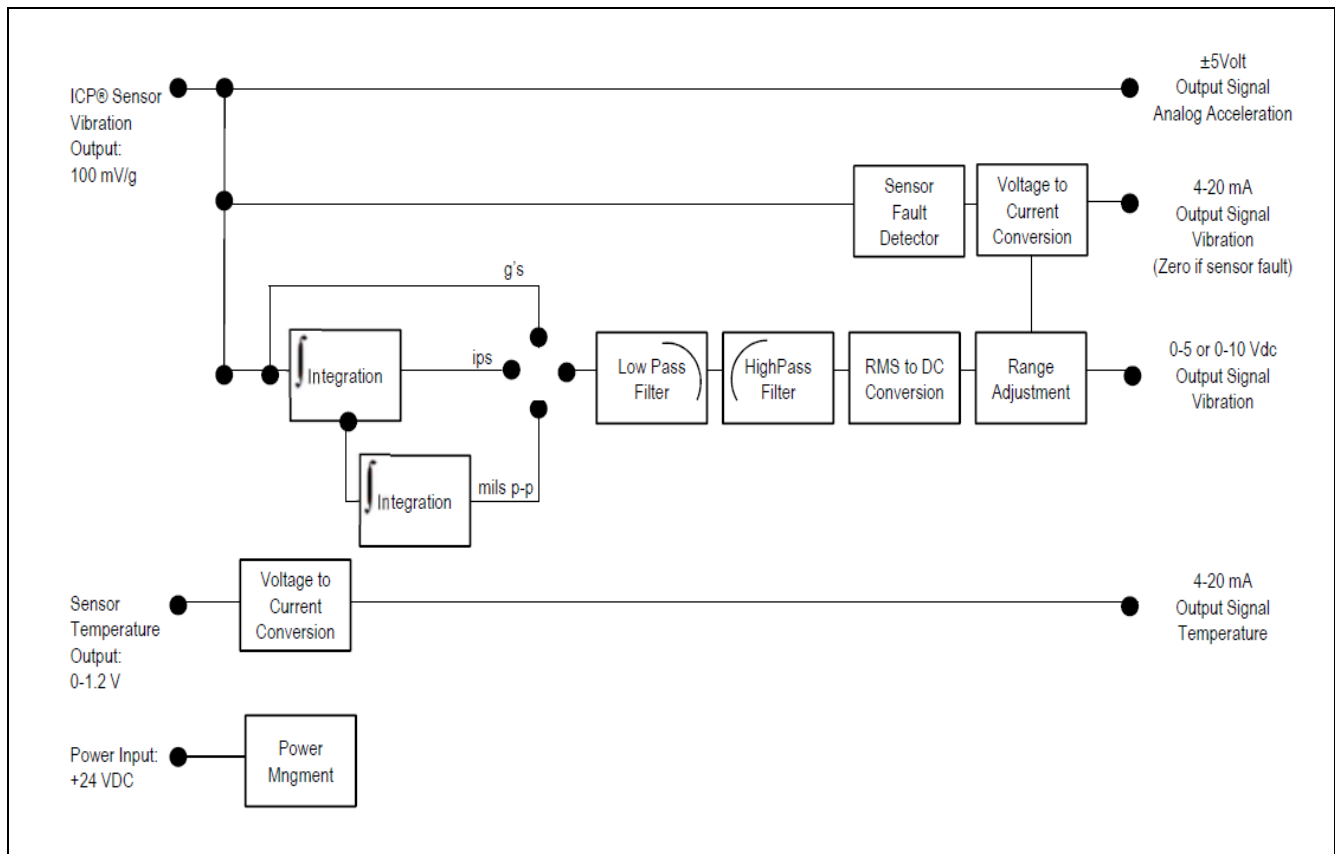 ICP® Sensor
Vibration
Output:
100 mV/g
±5Volt
Output Signal
Analog Acceleration
Sensor
Fault
Detector
Voltage to
Current
Conversion
4-20 mA
Output Signal
Vibration
(Zero if sensor fault)
g's
∫Integration
ips
Low Pass
Filter
HighPass
Filter
RMS to DC
Conversion
Range
Adjustment
0-5 or 0-10 Vdc
Output Signal
Vibration
∫Integration
mils p-p
Sensor
Temperature
Output:
0-1.2 V
Voltage to
Current
Conversion
4-20 mA
Output Signal
Temperature
Power Input:
+24 VDC
Power
Mngment